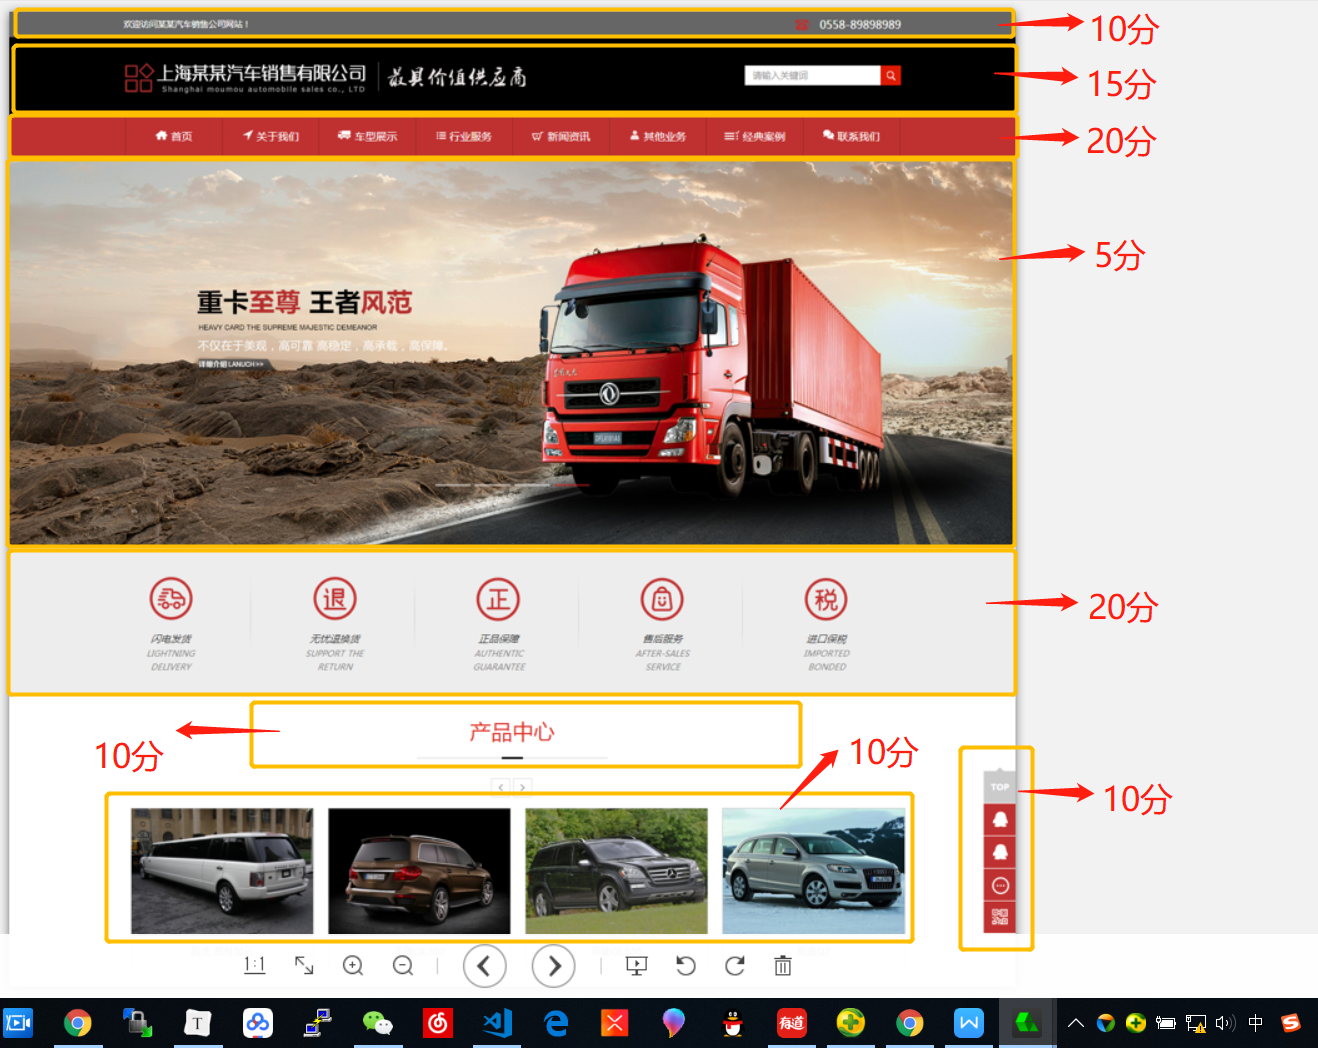 欢迎访问某某汽车销售公司网站！
0558-89898989
10分
上海某某汽车销售有限公司
Shanghai moumou automobile sales co., LTD
最具价值供应商
请输入关键词
15分
首页
关于我们
车型展示
行业服务
新闻资讯
其他业务
经典案例
联系我们
20分
5分
重卡至尊 王者风范
HEAVY CARD THE SUPREME MAJESTIC DEMEANOR
不仅在于美观，高可靠 高稳定，高承载，高保障。
详细介绍 LANUCH>>
退
正
税
20分
闪电发货
LIGHTNING
DELIVERY
无忧退换货
SUPPORT THE
RETURN
正品保障
AUTHENTIC
GUARANTEE
售后服务
AFTER-SALES
SERVICE
进口保税
IMPORTED
BONDED
产品中心
10分
10分
TOP
10分
1:1
T
有道
W
中